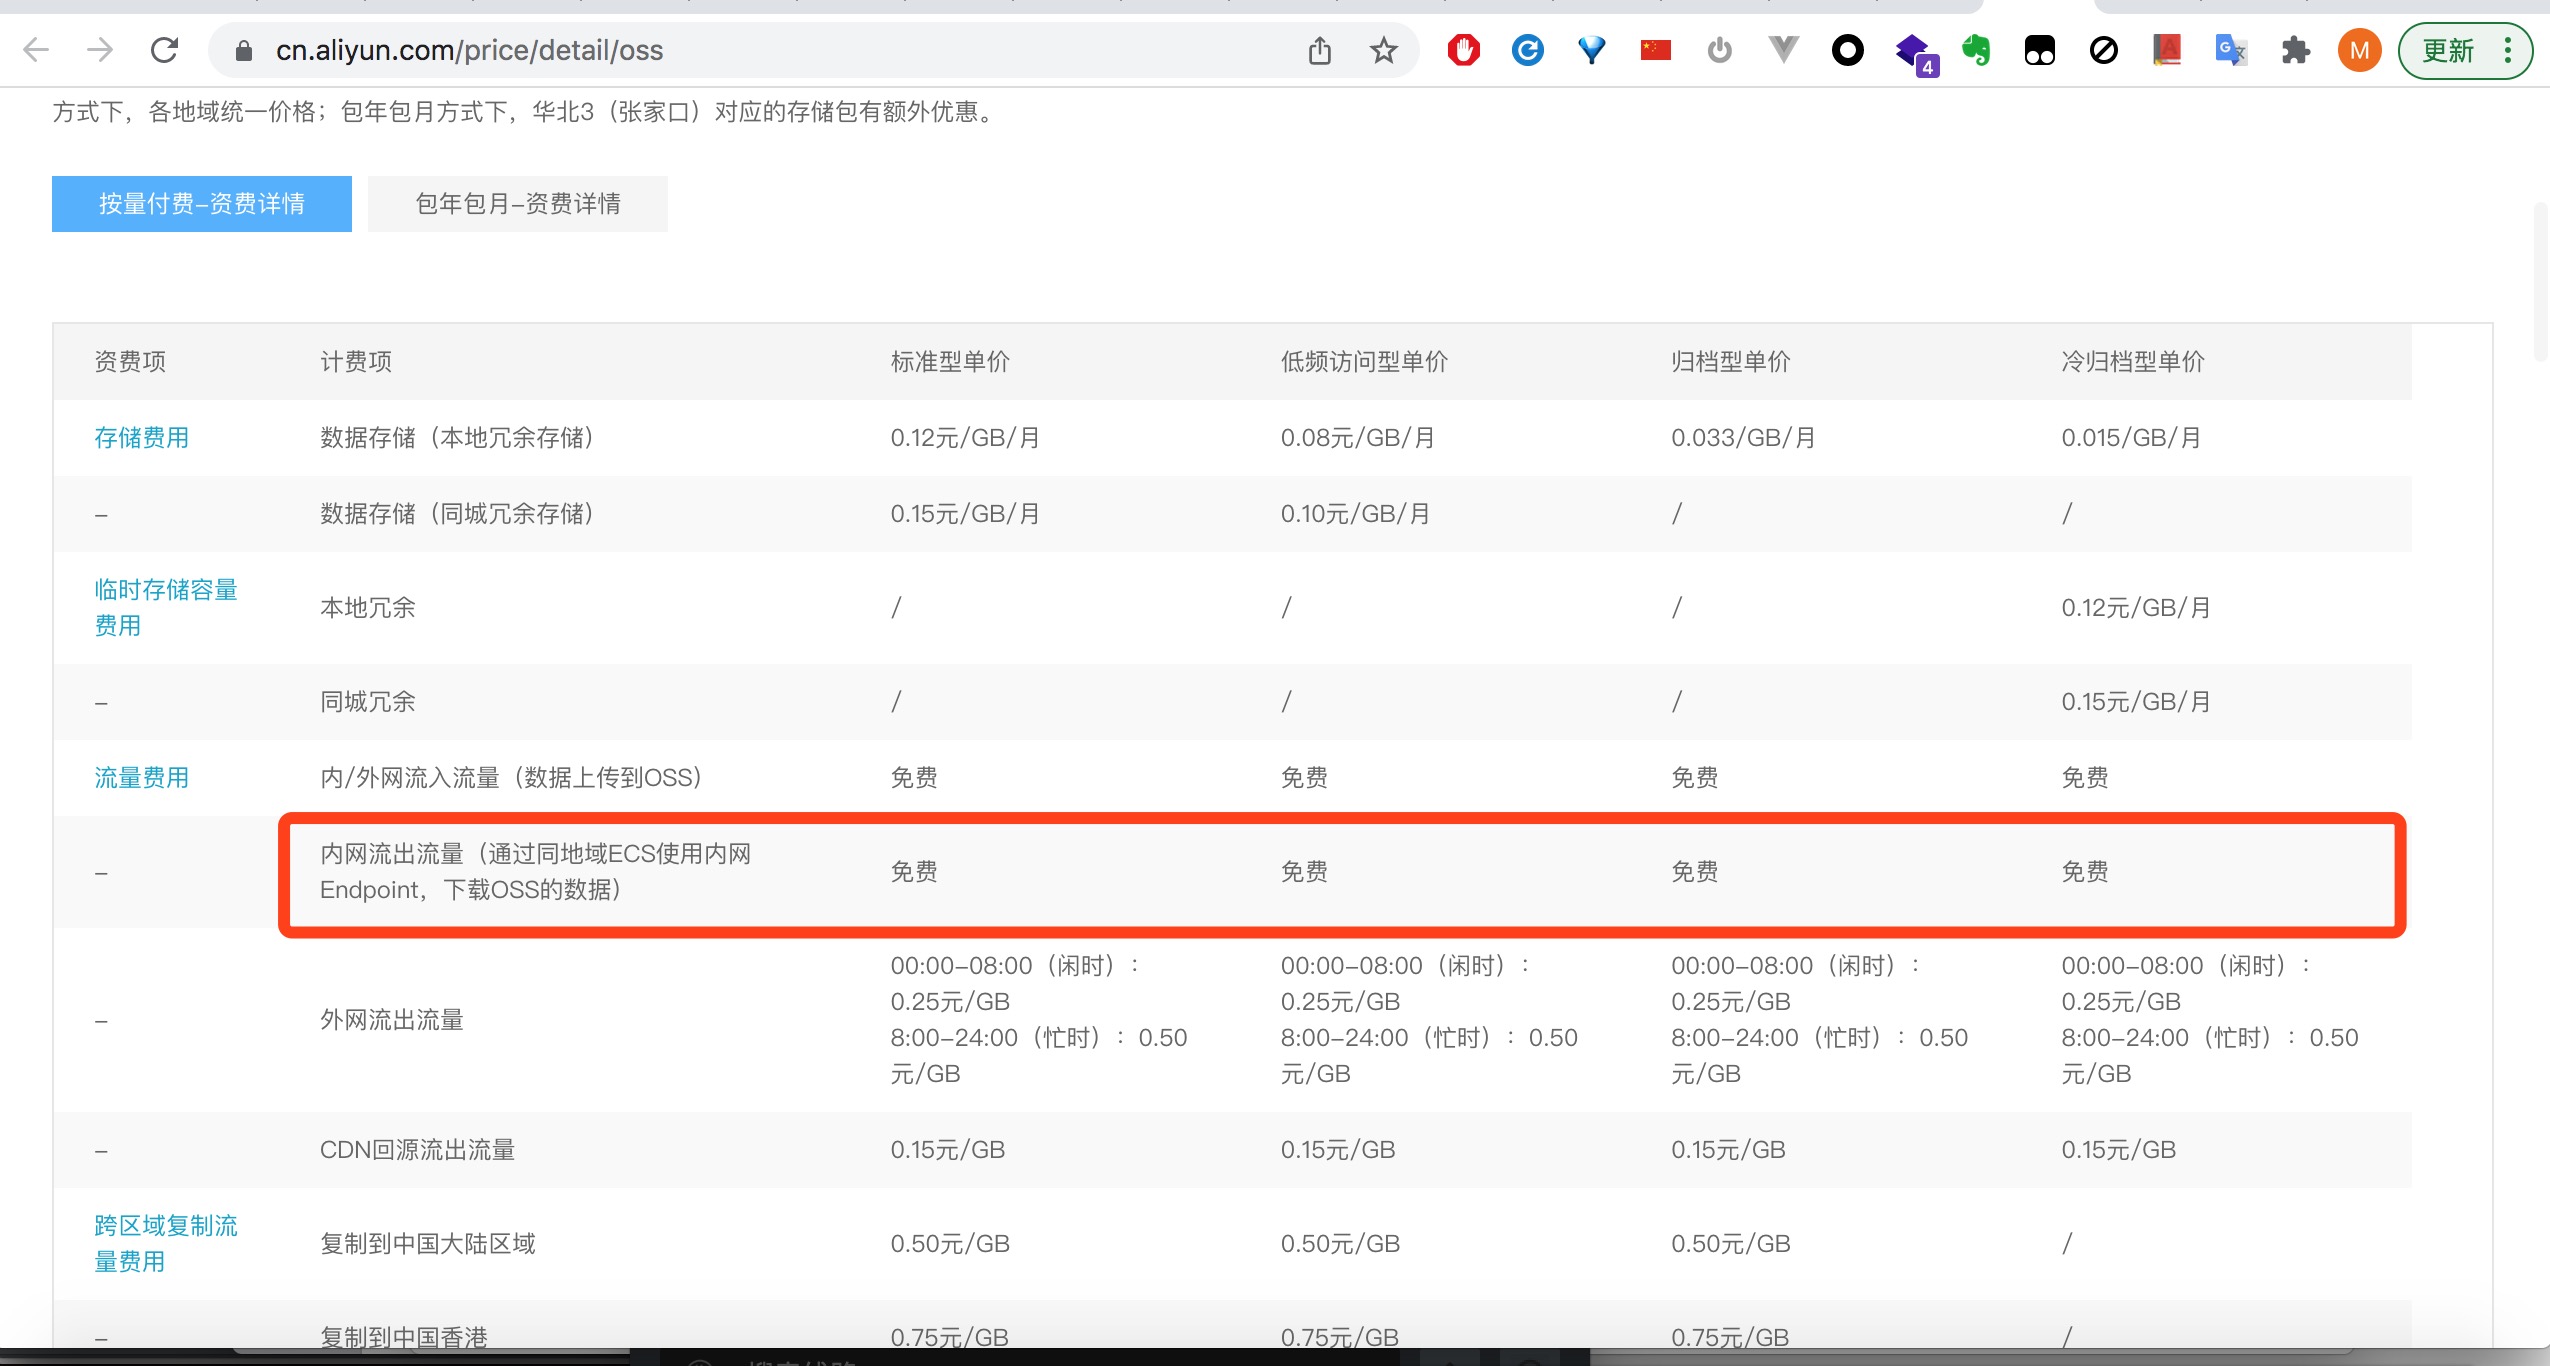 cn.aliyun.com/price/detail/oss
4
M
更新
方式下，各地域统一价格；包年包月方式下，华北3（张家口）对应的存储包有额外优惠。
按量付费–资费详情 包年包月–资费详情
资费项 计费项 标准型单价 低频访问型单价 归档型单价 冷归档型单价
存储费用 数据存储（本地冗余存储） 0.12元/GB/月 0.08元/GB/月 0.033/GB/月 0.015/GB/月
– 数据存储（同城冗余存储） 0.15元/GB/月 0.10元/GB/月 / /
临时存储容量
费用
本地冗余 / / / 0.12元/GB/月
– 同城冗余 / / / 0.15元/GB/月
流量费用 内/外网流入流量（数据上传到OSS） 免费 免费 免费 免费
– 内网流出流量（通过同地域ECS使用内网
Endpoint，下载OSS的数据）
免费 免费 免费 免费
– 外网流出流量
00:00–08:00（闲时）： 00:00–08:00（闲时）： 00:00–08:00（闲时）： 00:00–08:00（闲时）：
0.25元/GB 0.25元/GB 0.25元/GB 0.25元/GB
8:00–24:00（忙时）：0.50 8:00–24:00（忙时）：0.50 8:00–24:00（忙时）：0.50 8:00–24:00（忙时）：0.50
元/GB 元/GB 元/GB 元/GB
– CDN回源流出流量 0.15元/GB 0.15元/GB 0.15元/GB 0.15元/GB
跨区域复制流
量费用
复制到中国大陆区域 0.50元/GB 0.50元/GB 0.50元/GB /
– 复制到中国香港 0.75元/GB 0.75元/GB 0.75元/GB /